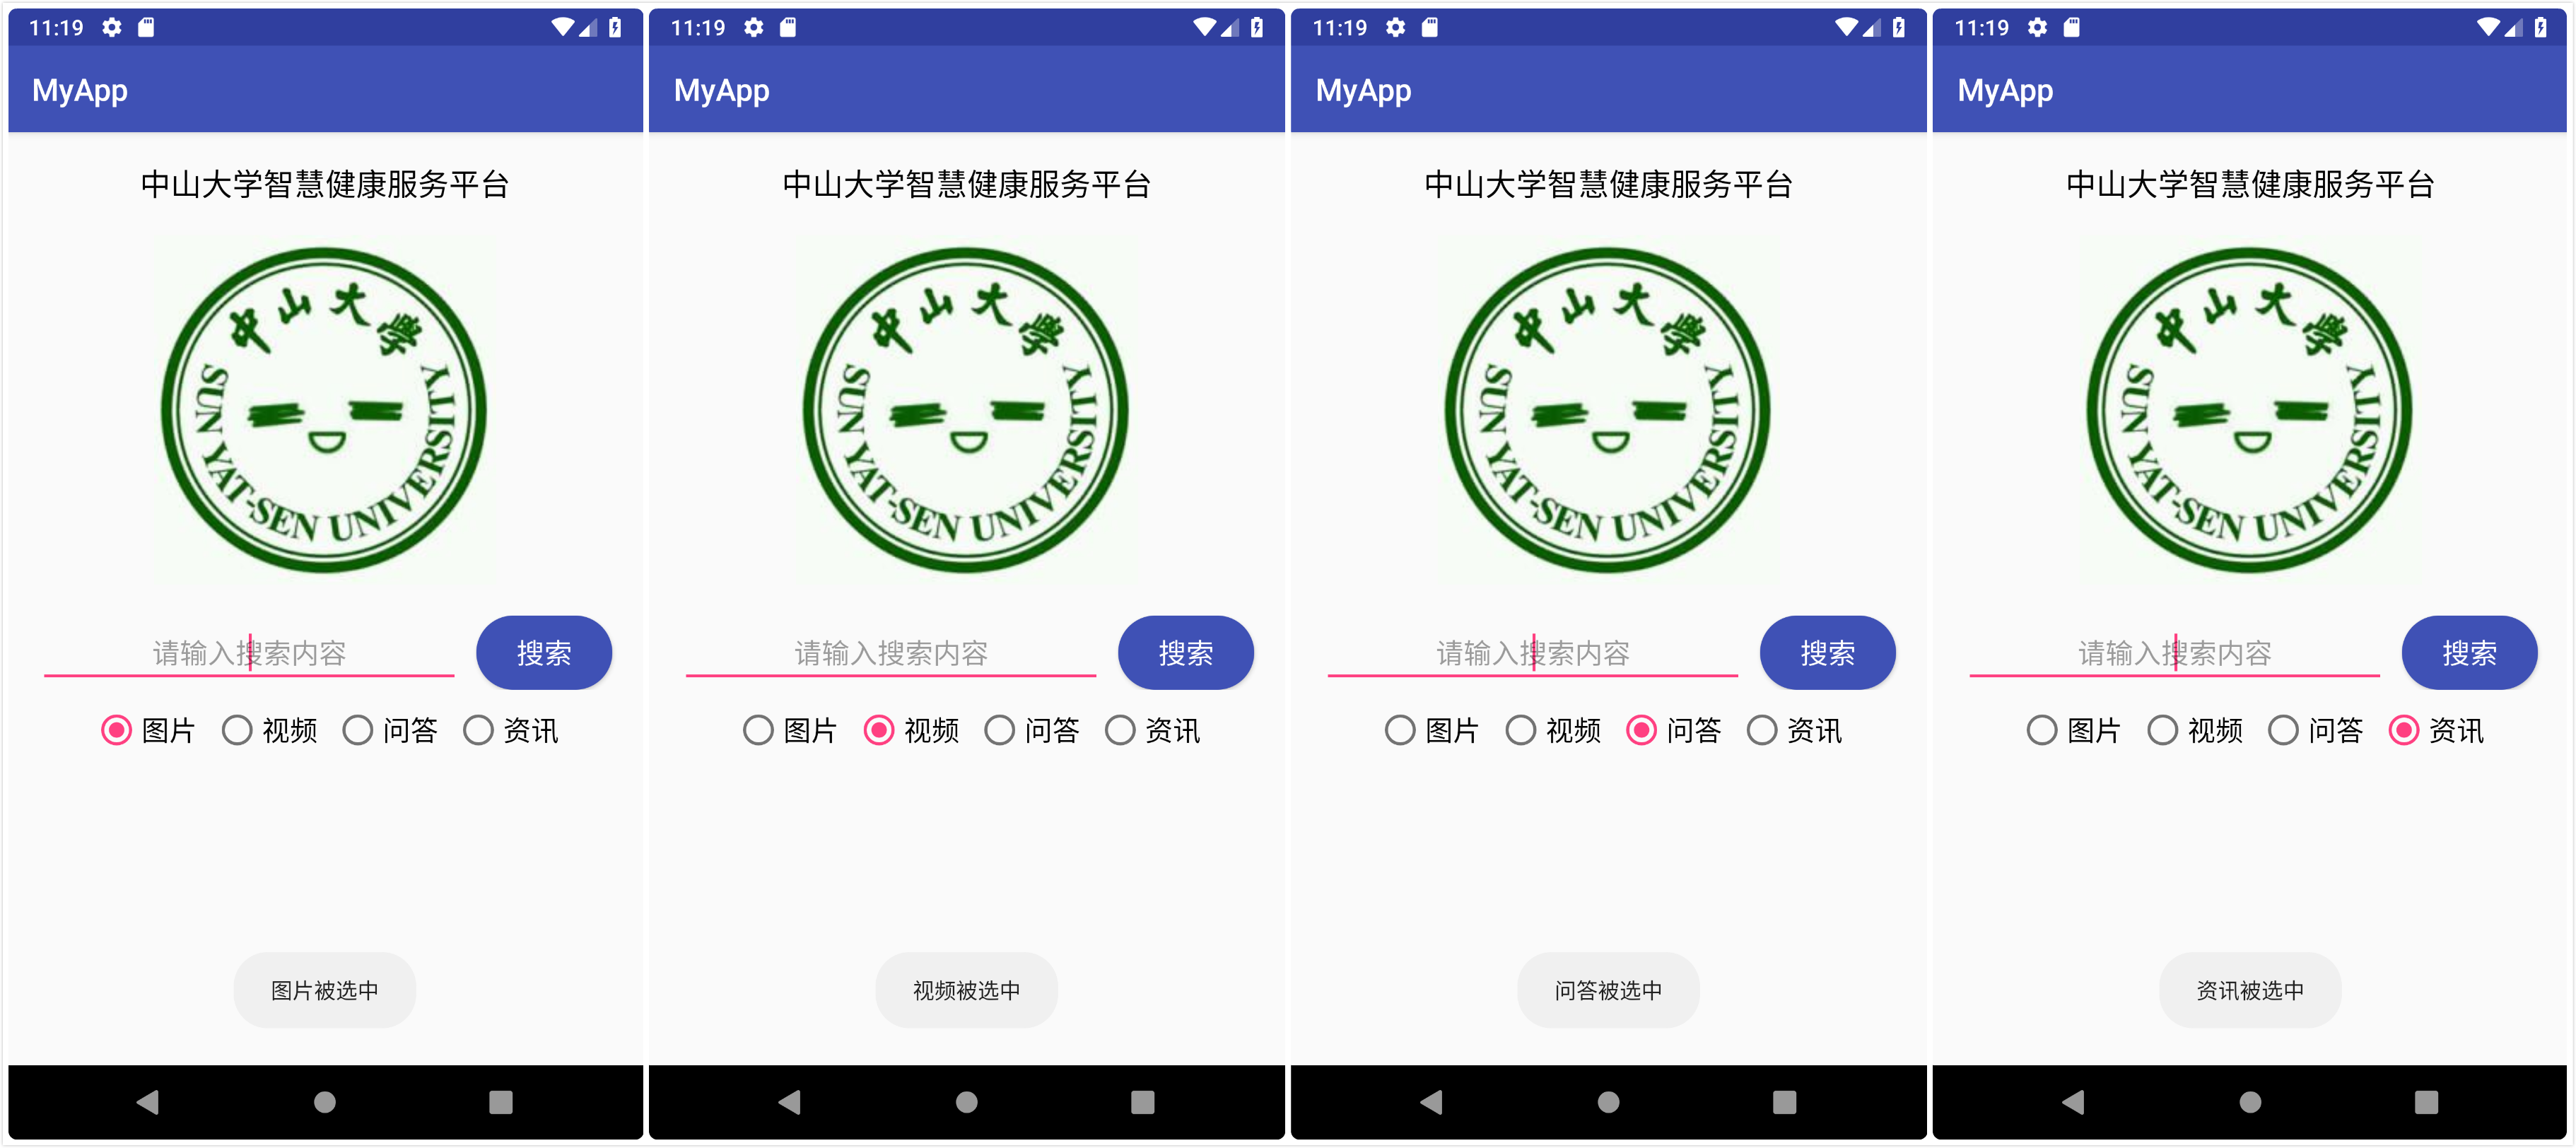 11:19
MyApp
中山大学智慧健康服务平台
中山大學
SUN YAT-SEN UNIVERSITY
请输入搜索内容
搜索
图片 视频 问答 资讯
图片被选中
11:19
MyApp
中山大学智慧健康服务平台
中山大學
SUN YAT-SEN UNIVERSITY
请输入搜索内容
搜索
图片 视频 问答 资讯
视频被选中
11:19
MyApp
中山大学智慧健康服务平台
中山大學
SUN YAT-SEN UNIVERSITY
请输入搜索内容
搜索
图片 视频 问答 资讯
问答被选中
11:19
MyApp
中山大学智慧健康服务平台
中山大學
SUN YAT-SEN UNIVERSITY
请输入搜索内容
搜索
图片 视频 问答 资讯
资讯被选中